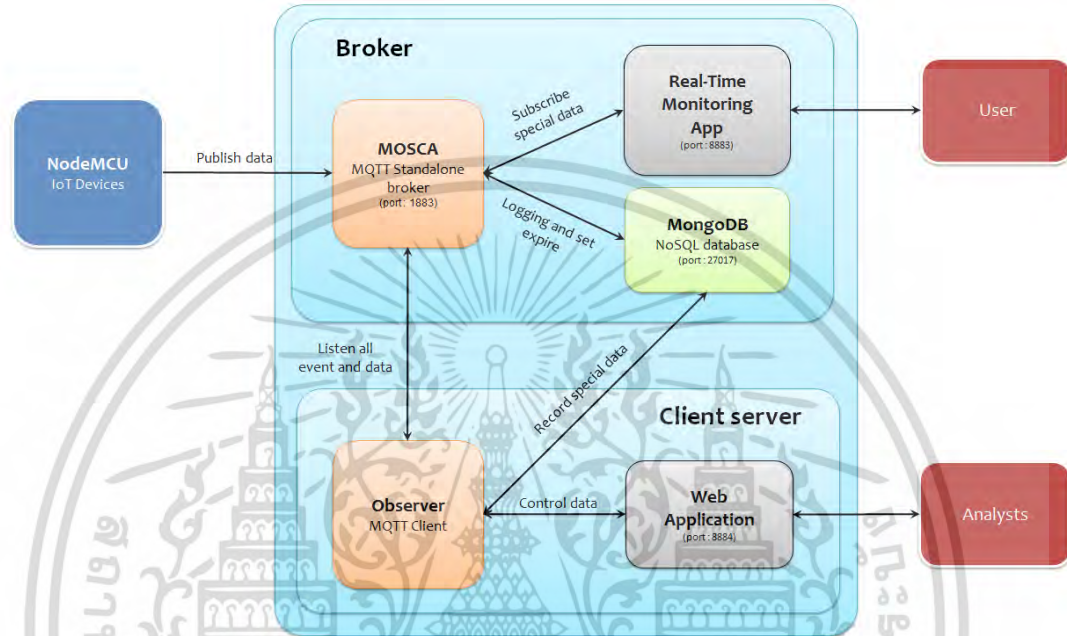 Broker
NodeMCU
IoT Devices
Publish data
MOSCA
MQTT Standalone
broker
(port : 1883)
Subscribe
special data
Logging and set
expire
Real-Time
Monitoring
App
(port : 8883)
User
MongoDB
NoSQL database
(port : 27017)
Listen all
event and data
Record special data
Client server
Observer
MQTT Client
Control data
Web
Application
(port : 8884)
Analysts